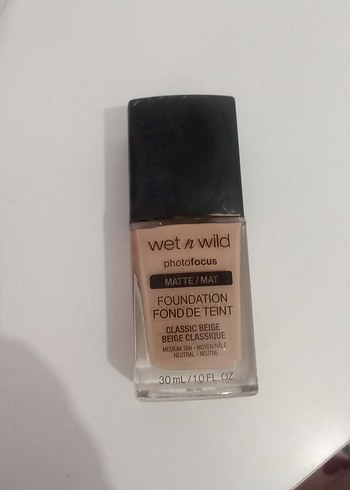 wet n wild
photofocus
MATTE / MAT
FOUNDATION
FOND DE TEINT
CLASSIC BEIGE
BEIGE CLASSIQUE
MEDIUM TAN • MOYEN HÂLÉ
NEUTRAL • NEUTRE
30 mL / 1.0 FL. OZ.